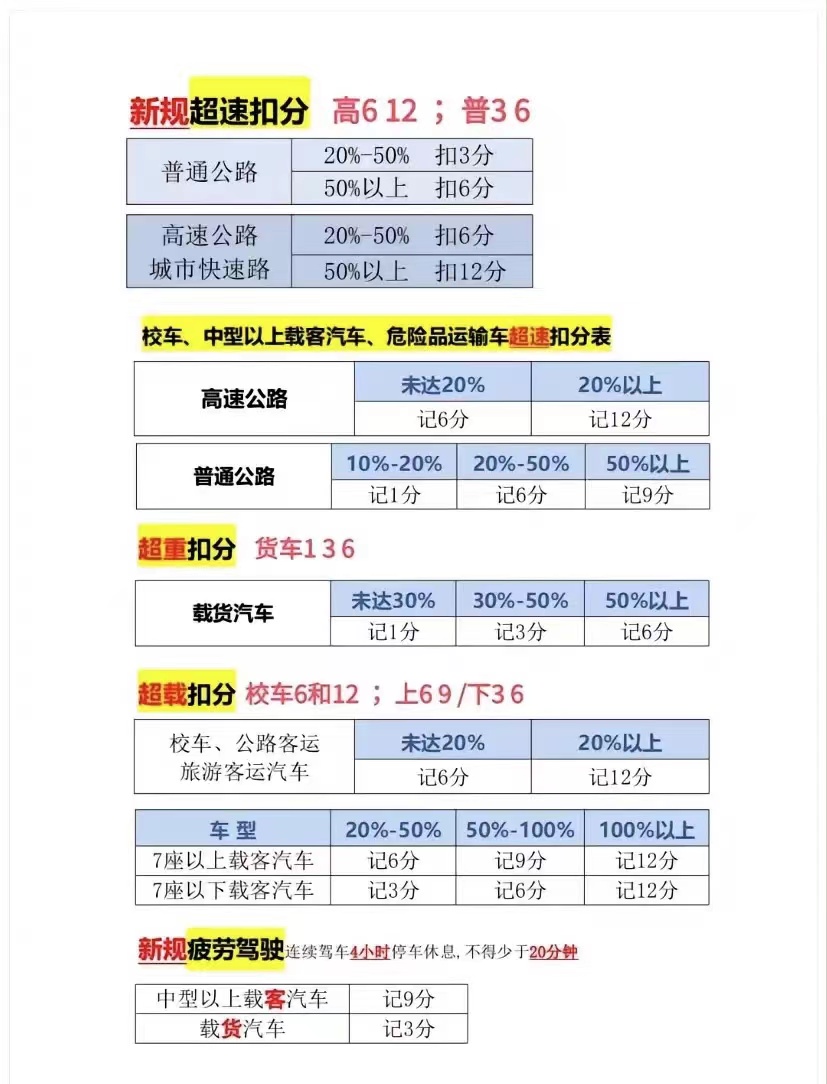 新规超速扣分 高6 12 ；普3 6
普通公路 20%-50% 扣3分
50%以上 扣6分
高速公路 城市快速路 20%-50% 扣6分
50%以上 扣12分
校车、中型以上载客汽车、危险品运输车超速扣分表
高速公路 未达20% 20%以上
记6分 记12分
普通公路 10%-20% 20%-50% 50%以上
记1分 记6分 记9分
超重扣分 货车1 3 6
载货汽车 未达30% 30%-50% 50%以上
记1分 记3分 记6分
超载扣分 校车6和12 ；上6 9 /下3 6
校车、公路客运 未达20% 20%以上
旅游客运汽车 记6分 记12分
车 型 20%-50% 50%-100% 100%以上
7座以上载客汽车 记6分 记9分 记12分
7座以下载客汽车 记3分 记6分 记12分
新规疲劳驾驶连续驾车4小时停车休息,不得少于20分钟
中型以上载客汽车 记9分
载货汽车 记3分